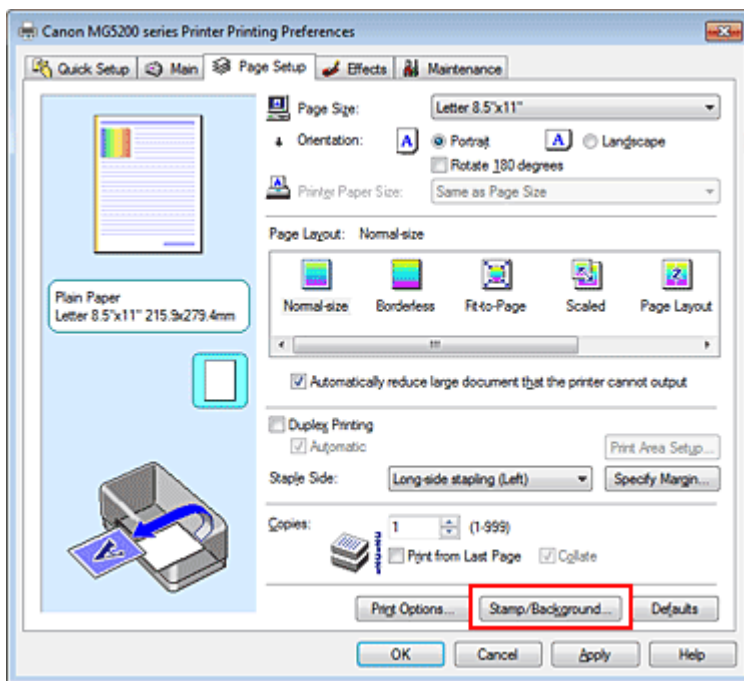 Canon MG5200 series Printer Printing Preferences
Quick Setup Main Page Setup Effects Maintenance
Page Size: Letter 8.5"x11"
Orientation: A Portrait A Landscape
Rotate 180 degrees
Printer Paper Size: Same as Page Size
Page Layout: Normal-size
Normal-size Borderless Fit-to-Page Scaled Page Layout
Automatically reduce large document that the printer cannot output
Plain Paper
Letter 8.5"x11" 215.9x279.4mm
Duplex Printing
Automatic Print Area Setup...
Staple Side: Long-side stapling (Left) Specify Margin...
Copies: 1 (1-999)
Print from Last Page Collate
Print Options... Stamp/Background... Defaults
OK Cancel Apply Help